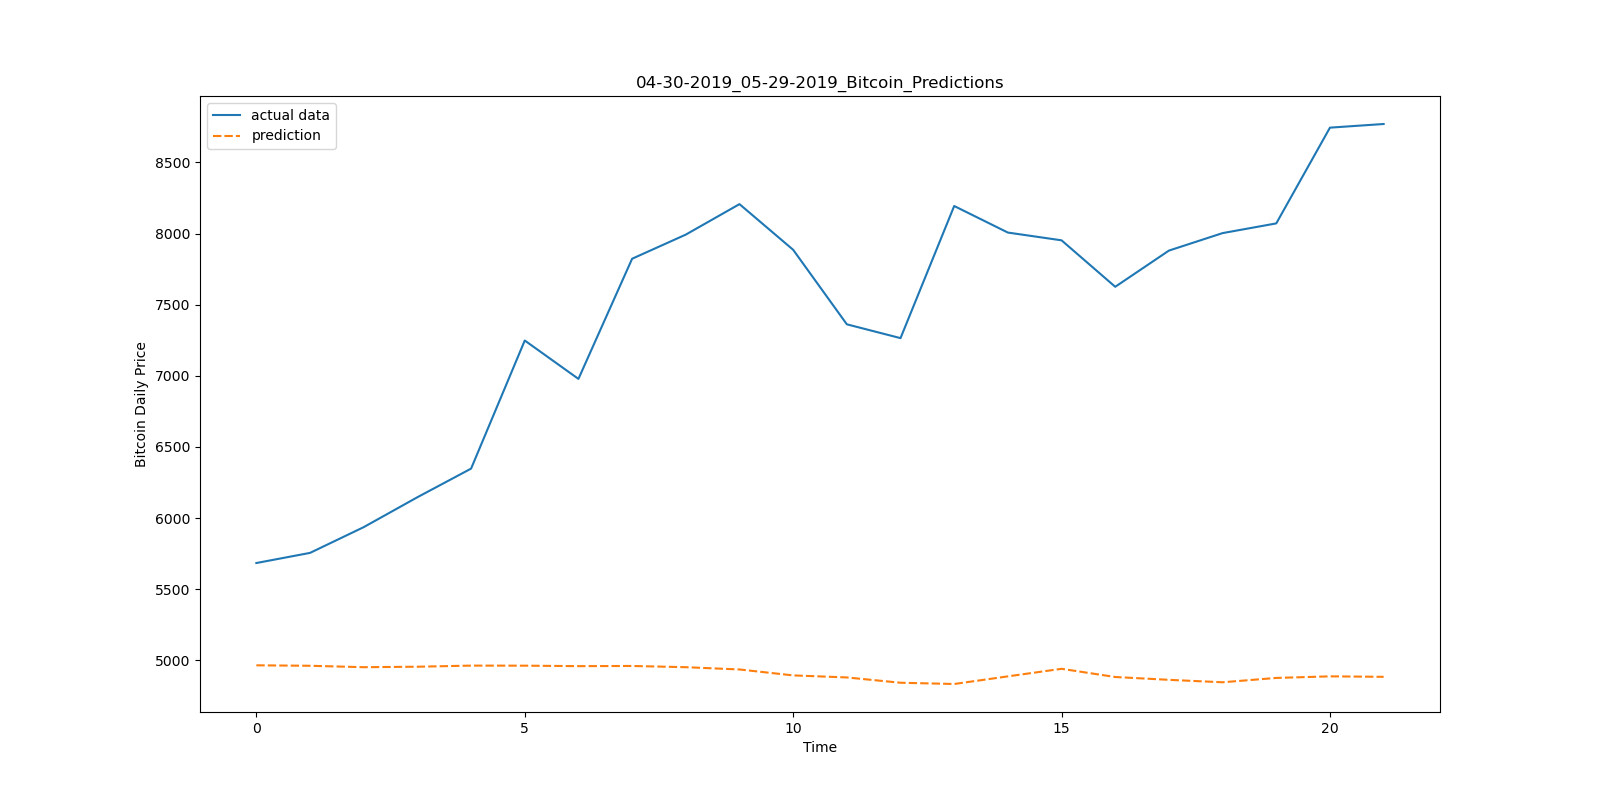 04-30-2019_05-29-2019_Bitcoin_Predictions
actual data
prediction
8500
8000
7500
7000
6500
6000
5500
5000
Bitcoin Daily Price
0 5 10 15 20
Time